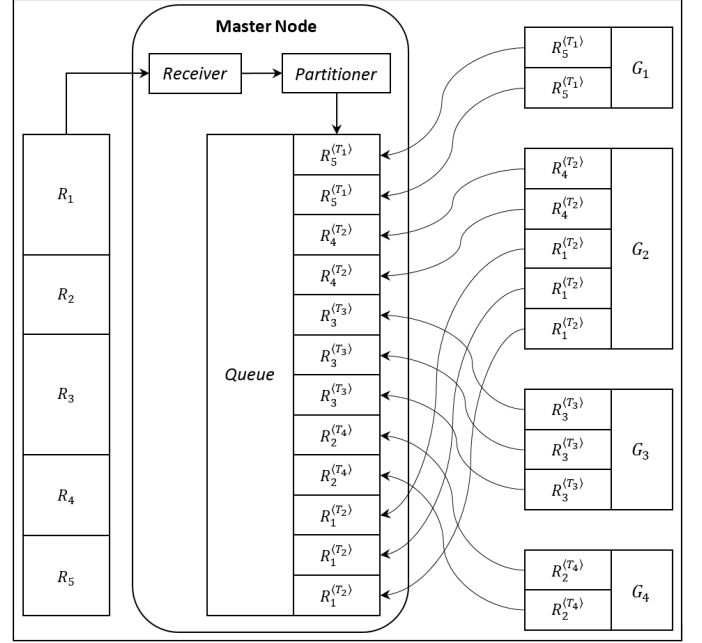 Master Node
Receiver
Partitioner
R₁
R₂
R₃
R₄
R₅
Queue
R₅⟨T₁⟩
R₅⟨T₁⟩
R₄⟨T₂⟩
R₄⟨T₂⟩
R₃⟨T₃⟩
R₃⟨T₃⟩
R₃⟨T₃⟩
R₂⟨T₄⟩
R₂⟨T₄⟩
R₁⟨T₂⟩
R₁⟨T₂⟩
R₁⟨T₂⟩
R₅⟨T₁⟩
R₅⟨T₁⟩
G₁
R₄⟨T₂⟩
R₄⟨T₂⟩
R₁⟨T₂⟩
R₁⟨T₂⟩
R₁⟨T₂⟩
G₂
R₃⟨T₃⟩
R₃⟨T₃⟩
R₃⟨T₃⟩
G₃
R₂⟨T₄⟩
R₂⟨T₄⟩
G₄